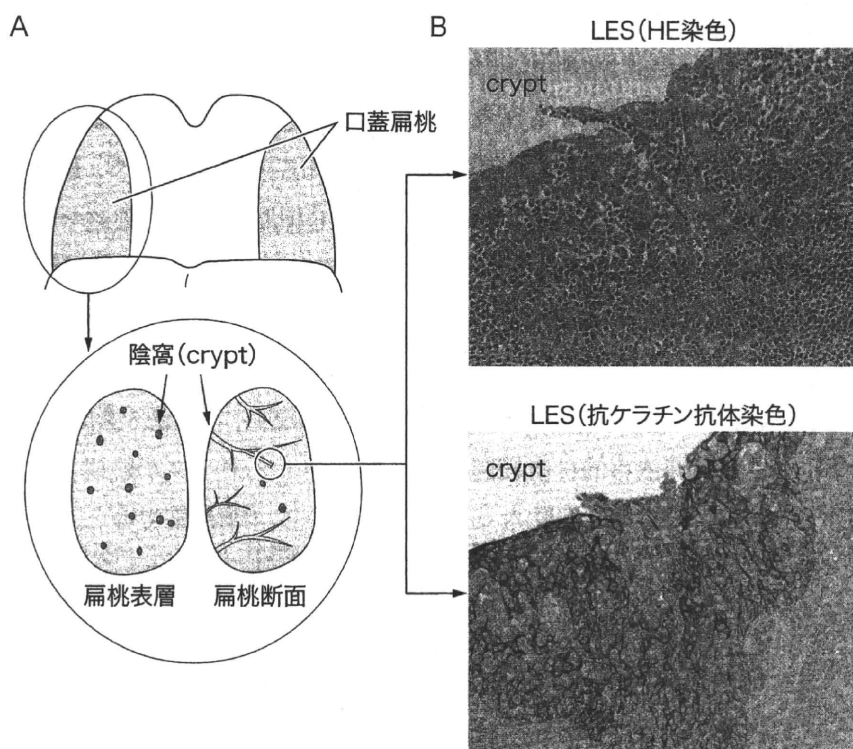 A
口蓋扁桃
陰窩(crypt)
扁桃表層
扁桃断面
B
LES(HE染色)
crypt
LES(抗ケラチン抗体染色)
crypt